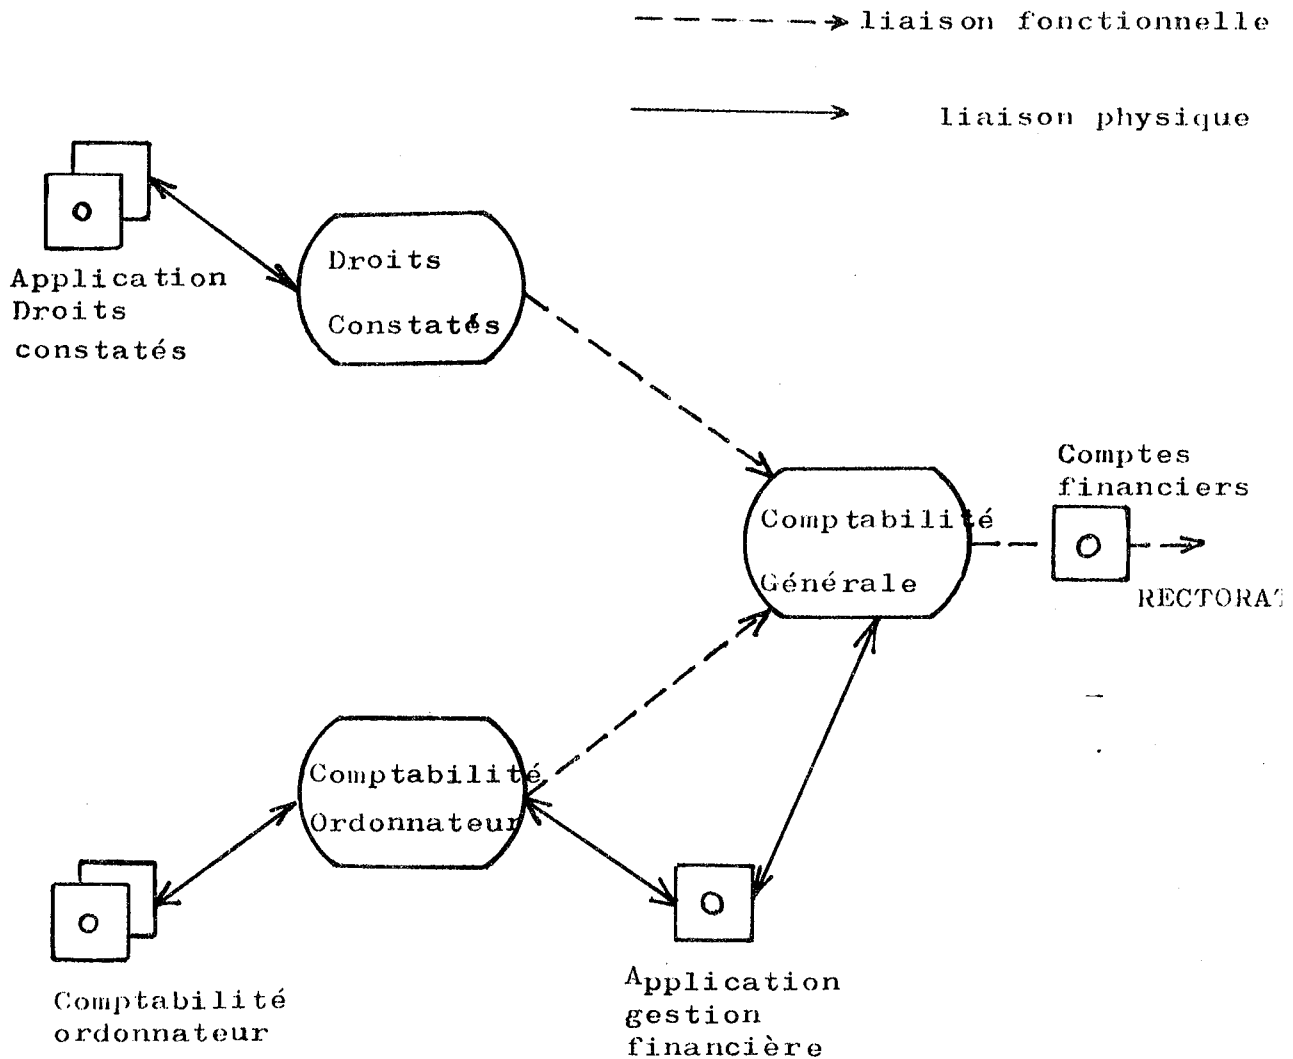 liaison fonctionnelle
liaison physique
Application
Droits
constatés
Droits
Constatés
Comptes
financiers
Comptabilité
Générale
Comptabilité
Ordonnateur
Comptabilité
ordonnateur
Application
gestion
financière